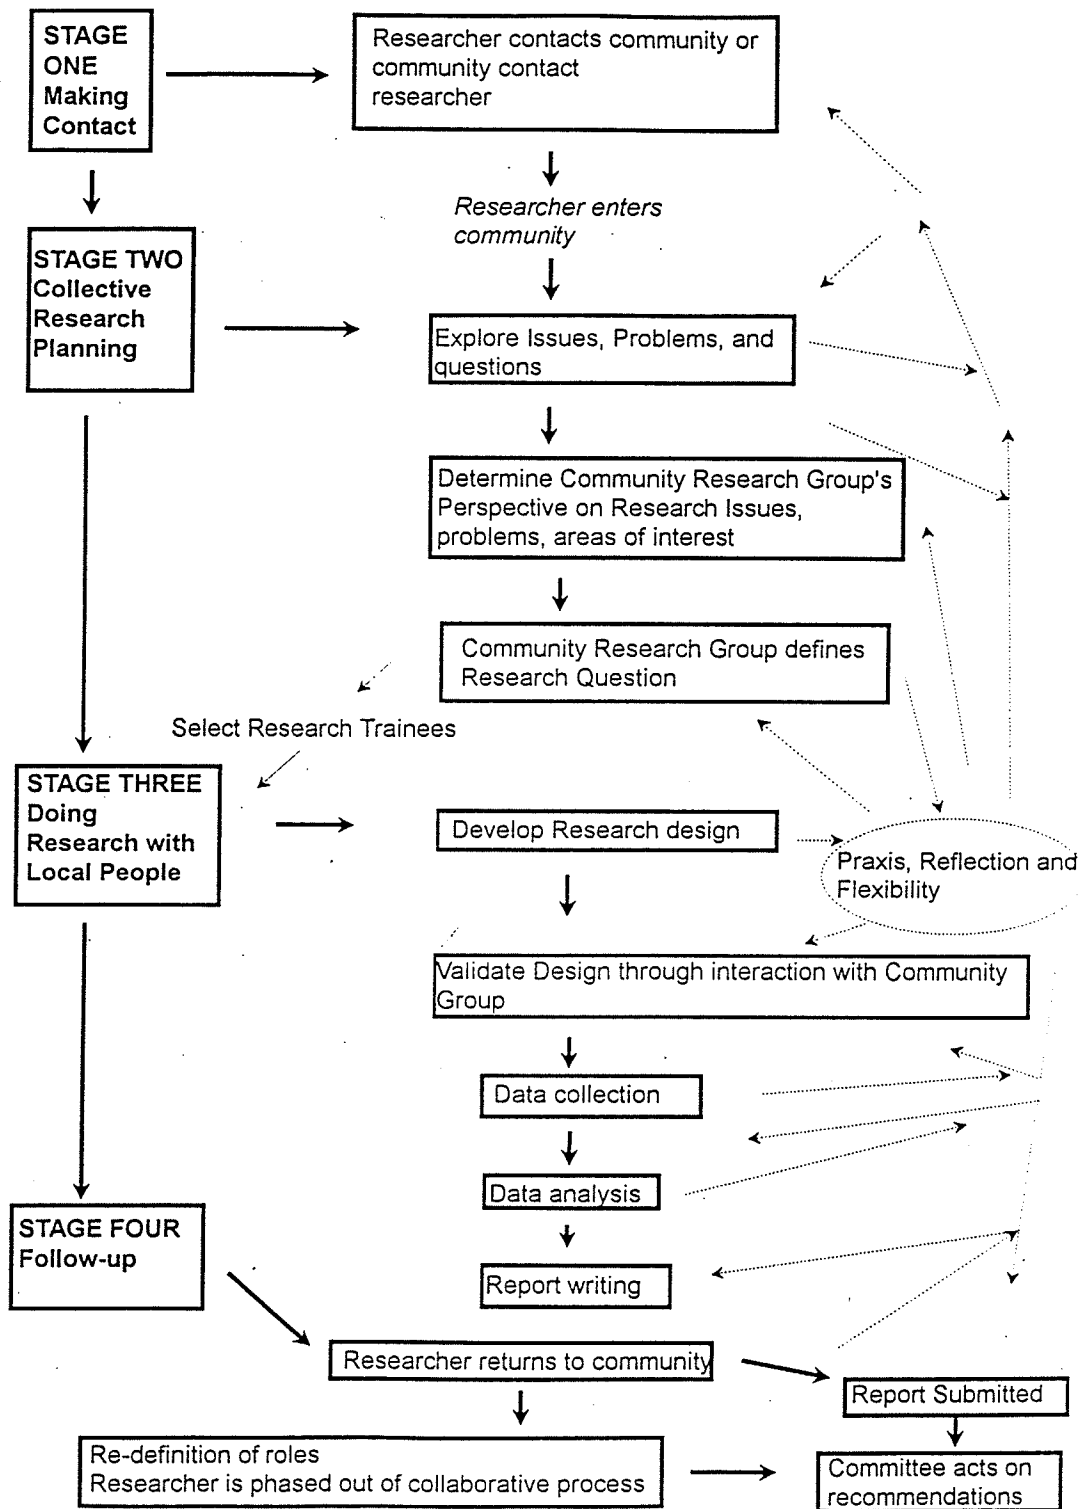 STAGE
ONE
Making
Contact
Researcher contacts community or
community contact
researcher
Researcher enters
community
STAGE TWO
Collective
Research
Planning
Explore Issues, Problems, and
questions
Determine Community Research Group's
Perspective on Research Issues,
problems, areas of interest
Community Research Group defines
Research Question
Select Research Trainees
STAGE THREE
Doing
Research with
Local People
Develop Research design
Praxis, Reflection and
Flexibility
Validate Design through interaction with Community
Group
Data collection
Data analysis
STAGE FOUR
Follow-up
Report writing
Researcher returns to community
Report Submitted
Re-definition of roles
Researcher is phased out of collaborative process
Committee acts on
recommendations